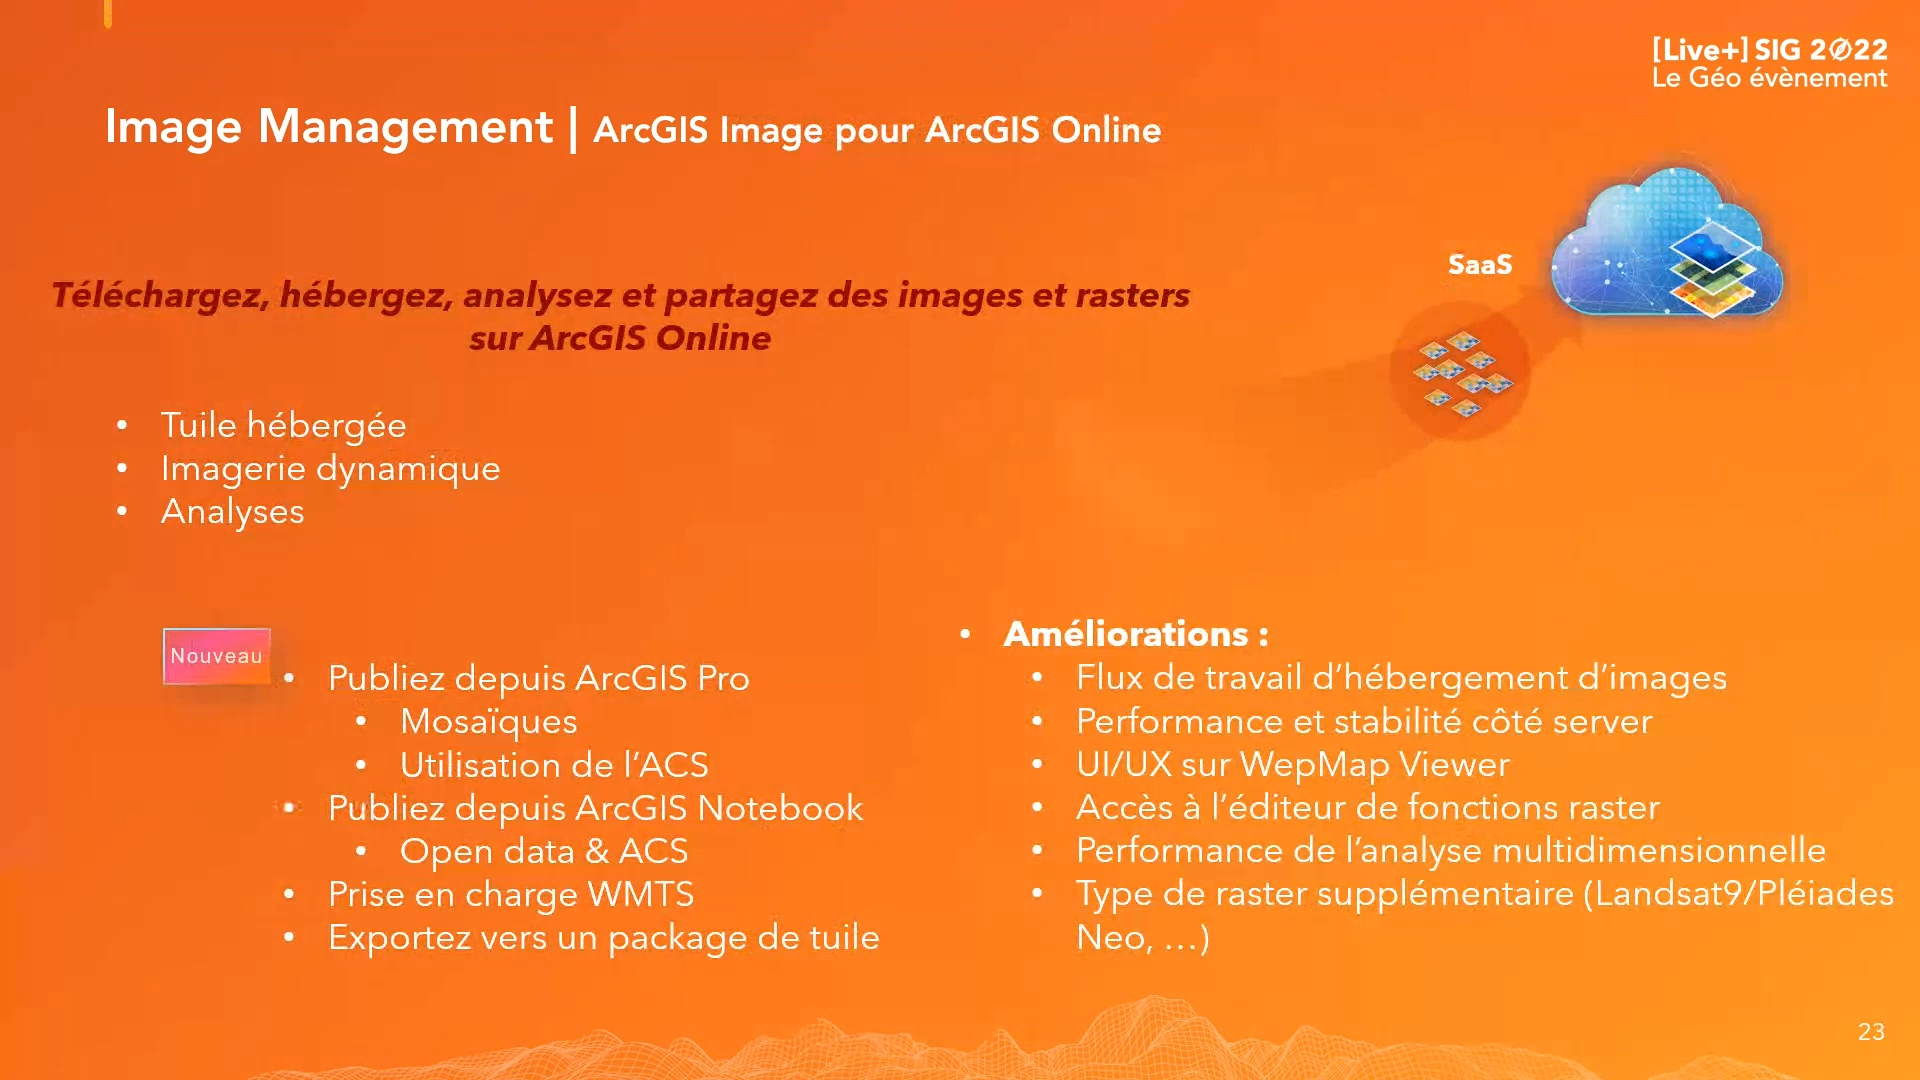 [Live+] SIG 2022
Le Géo évènement
Image Management | ArcGIS Image pour ArcGIS Online
SaaS
Téléchargez, hébergez, analysez et partagez des images et rasters
sur ArcGIS Online
• Tuile hébergée
• Imagerie dynamique
• Analyses
Nouveau
• Publiez depuis ArcGIS Pro
• Mosaïques
• Utilisation de l’ACS
• Publiez depuis ArcGIS Notebook
• Open data & ACS
• Prise en charge WMTS
• Exportez vers un package de tuile
• Améliorations :
• Flux de travail d’hébergement d’images
• Performance et stabilité côté server
• UI/UX sur WepMap Viewer
• Accès à l’éditeur de fonctions raster
• Performance de l’analyse multidimensionnelle
• Type de raster supplémentaire (Landsat9/Pléiades
Neo, …)
23